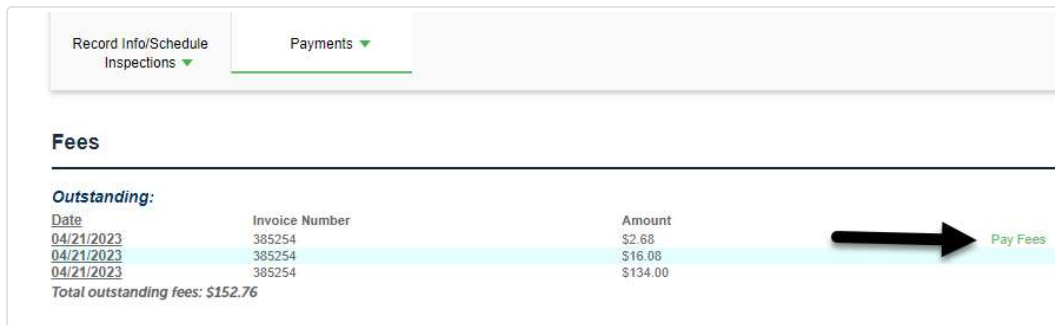 Record Info/Schedule Payments ▼
Inspections ▼
Fees
Outstanding:
Date Invoice Number Amount
04/21/2023 385254 $2.68 Pay Fees
04/21/2023 385254 $16.08
04/21/2023 385254 $134.00
Total outstanding fees: $152.76